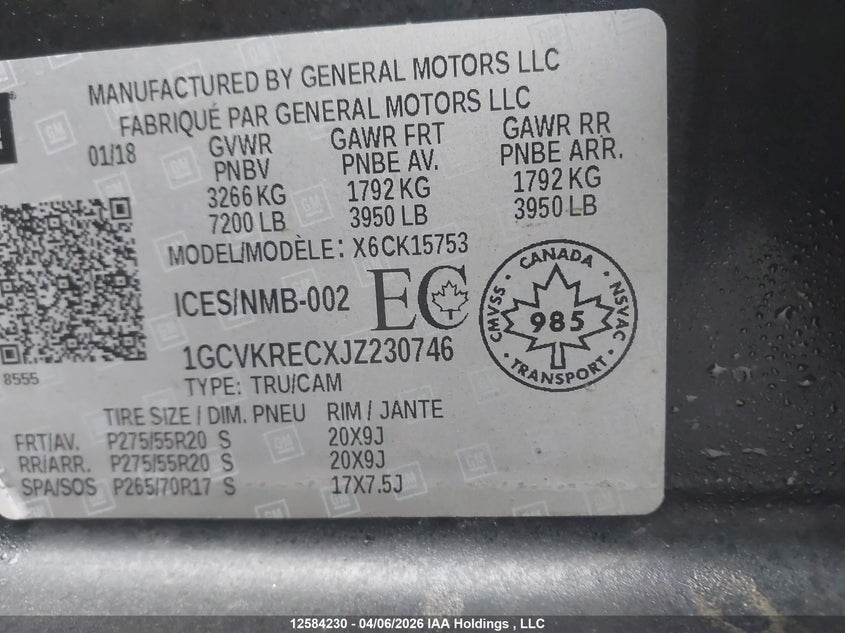 MANUFACTURED BY GENERAL MOTORS LLC
FABRIQUÉ PAR GENERAL MOTORS LLC
01/18 GVWR GAWR FRT GAWR RR
PNBV PNBE AV. PNBE ARR.
3266 KG 1792 KG 1792 KG
7200 LB 3950 LB 3950 LB
MODEL/MODÈLE: X6CK15753
ICES/NMB-002 EC
CANADA
CMVSS 985 NSVAC
TRANSPORT
1GCVKRECXJZ230746
8555 TYPE: TRU/CAM
TIRE SIZE / DIM. PNEU RIM / JANTE
FRT/AV. P275/55R20 S 20X9J
RR/ARR. P275/55R20 S 20X9J
SPA/SOS P265/70R17 S 17X7.5J
12584230 - 04/06/2026 IAA Holdings , LLC